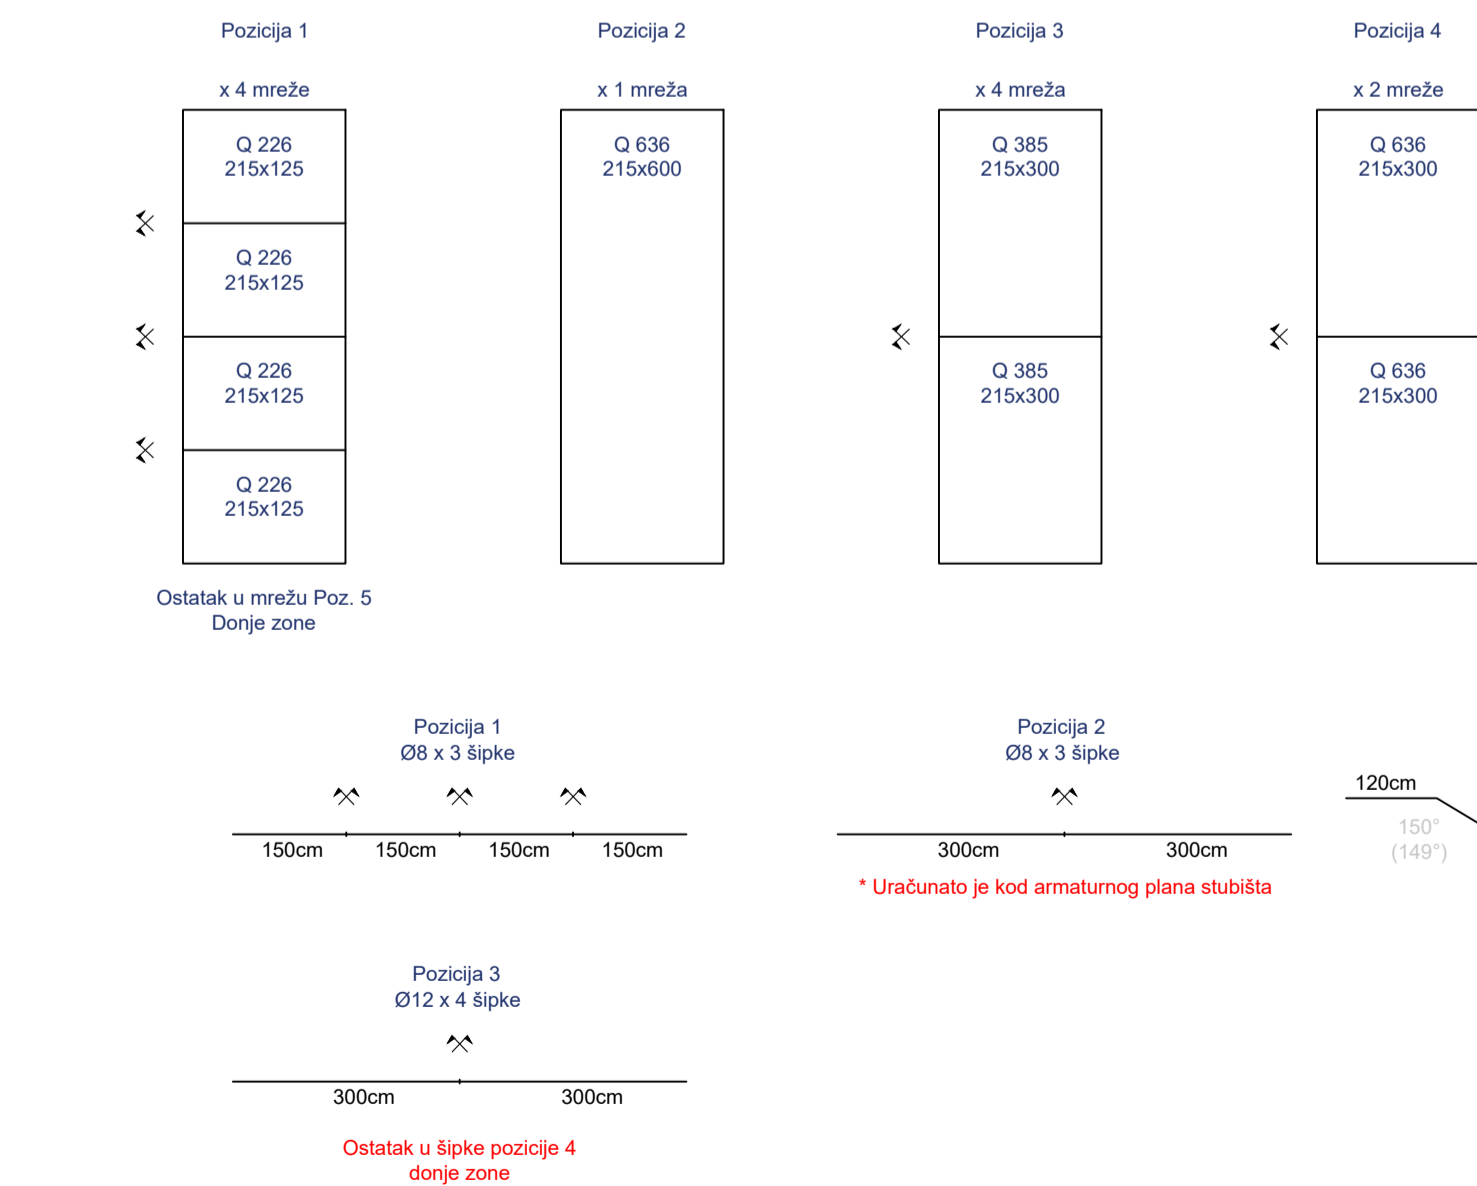 Pozicija 1
x 4 mreže
Q 226
215x125
Q 226
215x125
Q 226
215x125
Q 226
215x125
Ostatak u mrežu Poz. 5
Donje zone
Pozicija 2
x 1 mreža
Q 636
215x600
Pozicija 3
x 4 mreža
Q 385
215x300
Q 385
215x300
Pozicija 4
x 2 mreže
Q 636
215x300
Q 636
215x300
Pozicija 1
Ø8 x 3 šipke
150cm 150cm 150cm 150cm
Pozicija 2
Ø8 x 3 šipke
300cm 300cm
* Uračunato je kod armaturnog plana stubišta
120cm
150°
(149°)
Pozicija 3
Ø12 x 4 šipke
300cm 300cm
Ostatak u šipke pozicije 4
donje zone